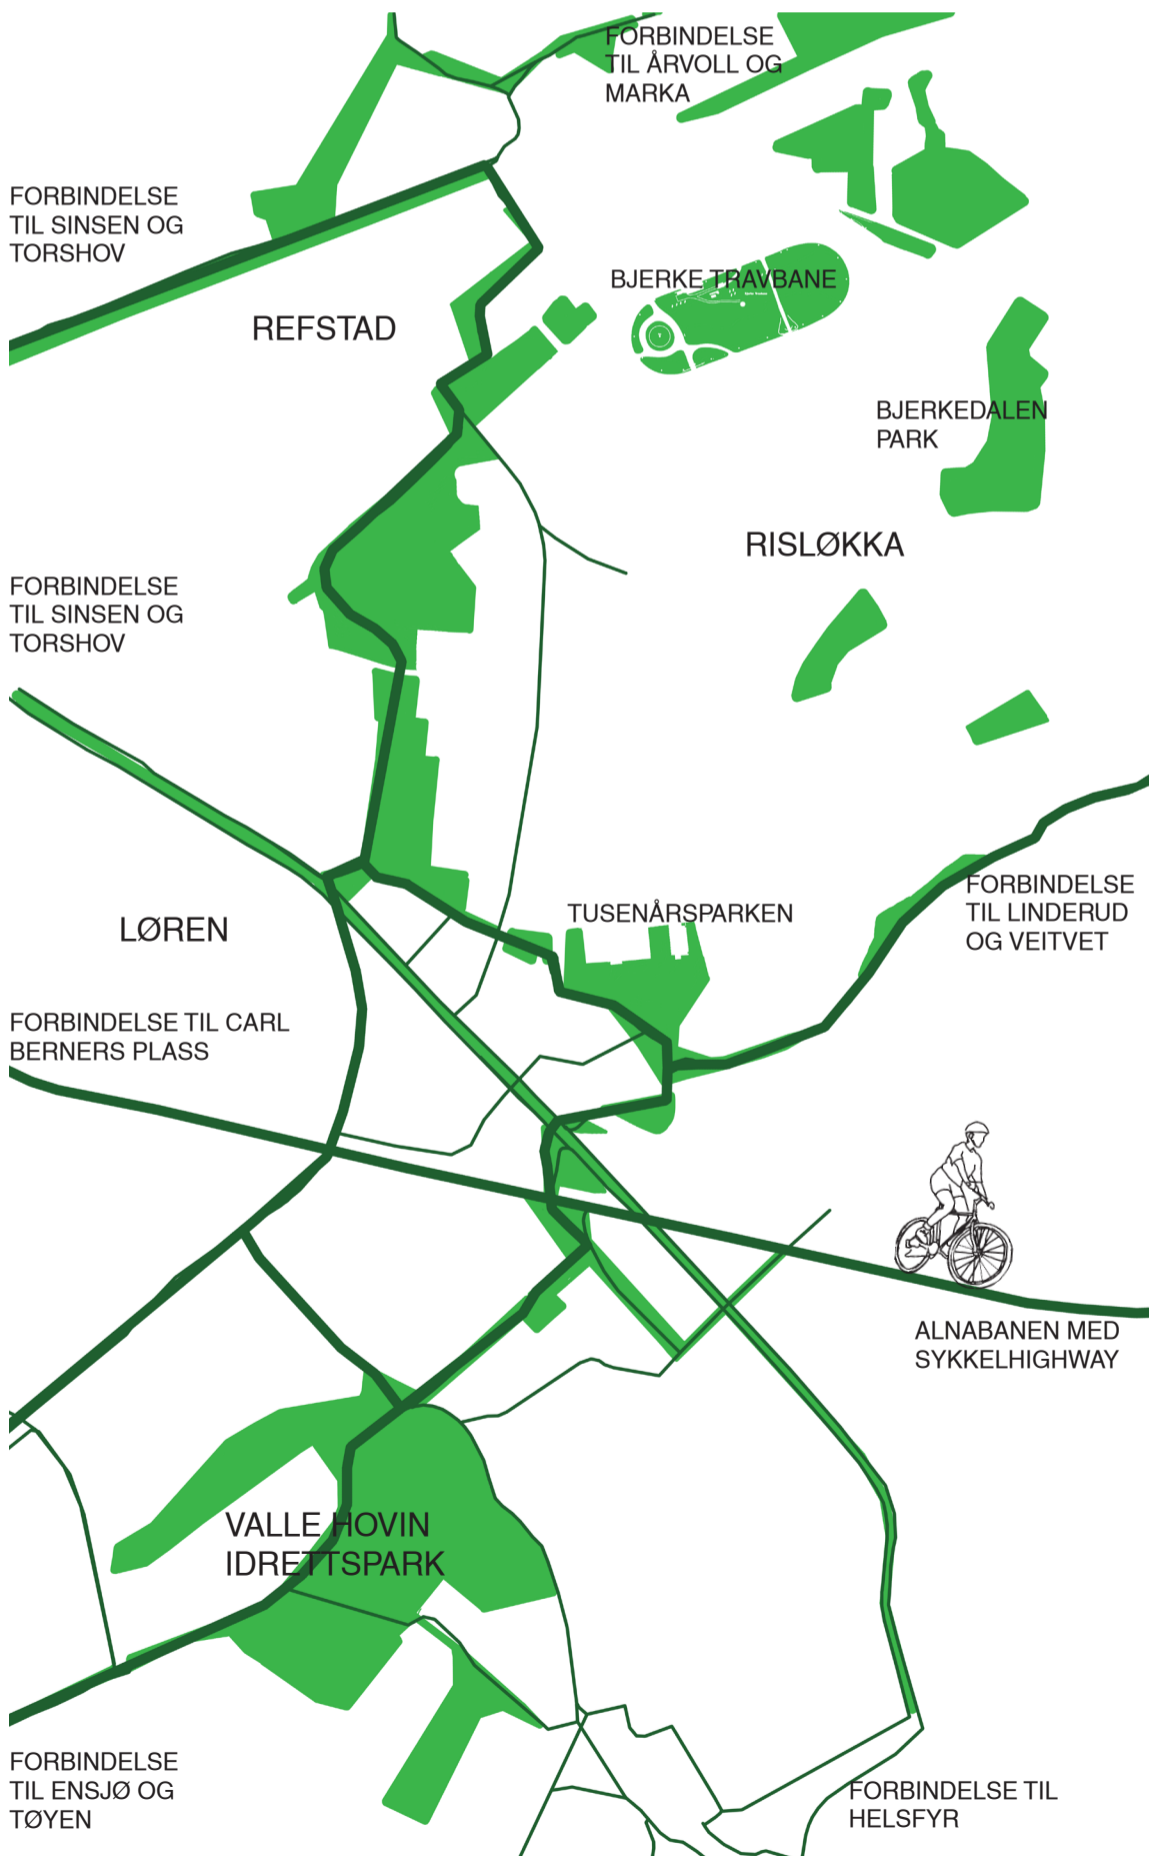 FORBINDELSE
TIL ÅRVOLL OG
MARKA
FORBINDELSE
TIL SINSEN OG
TORSHOV
BJERKE TRAVBANE
REFSTAD
BJERKEDALEN
PARK
RISLØKKA
FORBINDELSE
TIL SINSEN OG
TORSHOV
FORBINDELSE
TIL LINDERUD
OG VEITVET
TUSENÅRSPARKEN
LØREN
FORBINDELSE TIL CARL
BERNERS PLASS
ALNABANEN MED
SYKKELHIGHWAY
VALLE HOVIN
IDRETTSPARK
FORBINDELSE
TIL ENSJØ OG
TØYEN
FORBINDELSE TIL
HELSFYR